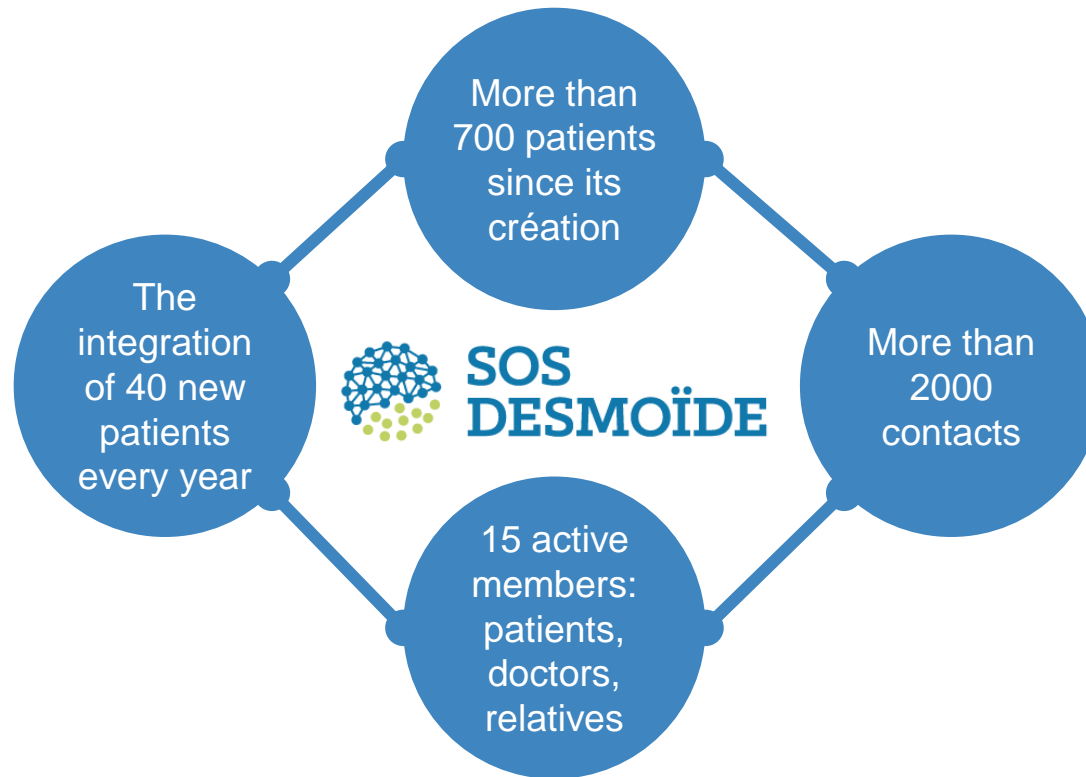 More than
700 patients
since its
création
The
integration
of 40 new
patients
every year
SOS
DESMOÏDE
More than
2000
contacts
15 active
members:
patients,
doctors,
relatives